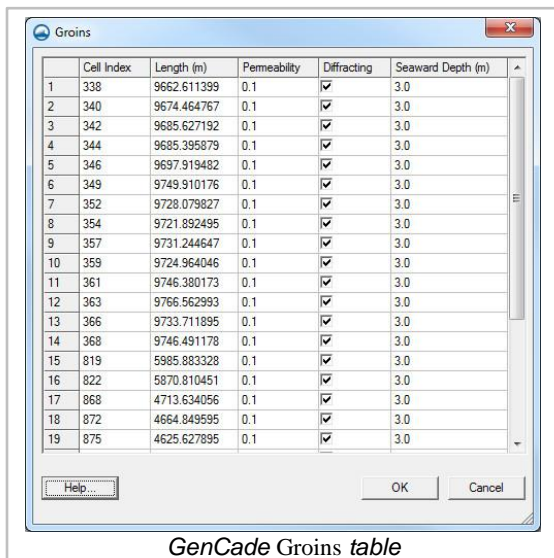 Groins
Cell Index Length (m) Permeability Diffracting Seaward Depth (m)
1 338 9662.611399 0.1 3.0
2 340 9674.464767 0.1 3.0
3 342 9685.627192 0.1 3.0
4 344 9685.395879 0.1 3.0
5 346 9697.919482 0.1 3.0
6 349 9749.910176 0.1 3.0
7 352 9728.079827 0.1 3.0
8 354 9721.892495 0.1 3.0
9 357 9731.244647 0.1 3.0
10 359 9724.964046 0.1 3.0
11 361 9746.380173 0.1 3.0
12 363 9766.562993 0.1 3.0
13 366 9733.711895 0.1 3.0
14 368 9746.491178 0.1 3.0
15 819 5985.883328 0.1 3.0
16 822 5870.810451 0.1 3.0
17 868 4713.634056 0.1 3.0
18 872 4664.849595 0.1 3.0
19 875 4625.627895 0.1 3.0
Help... OK Cancel
GenCade Groins table